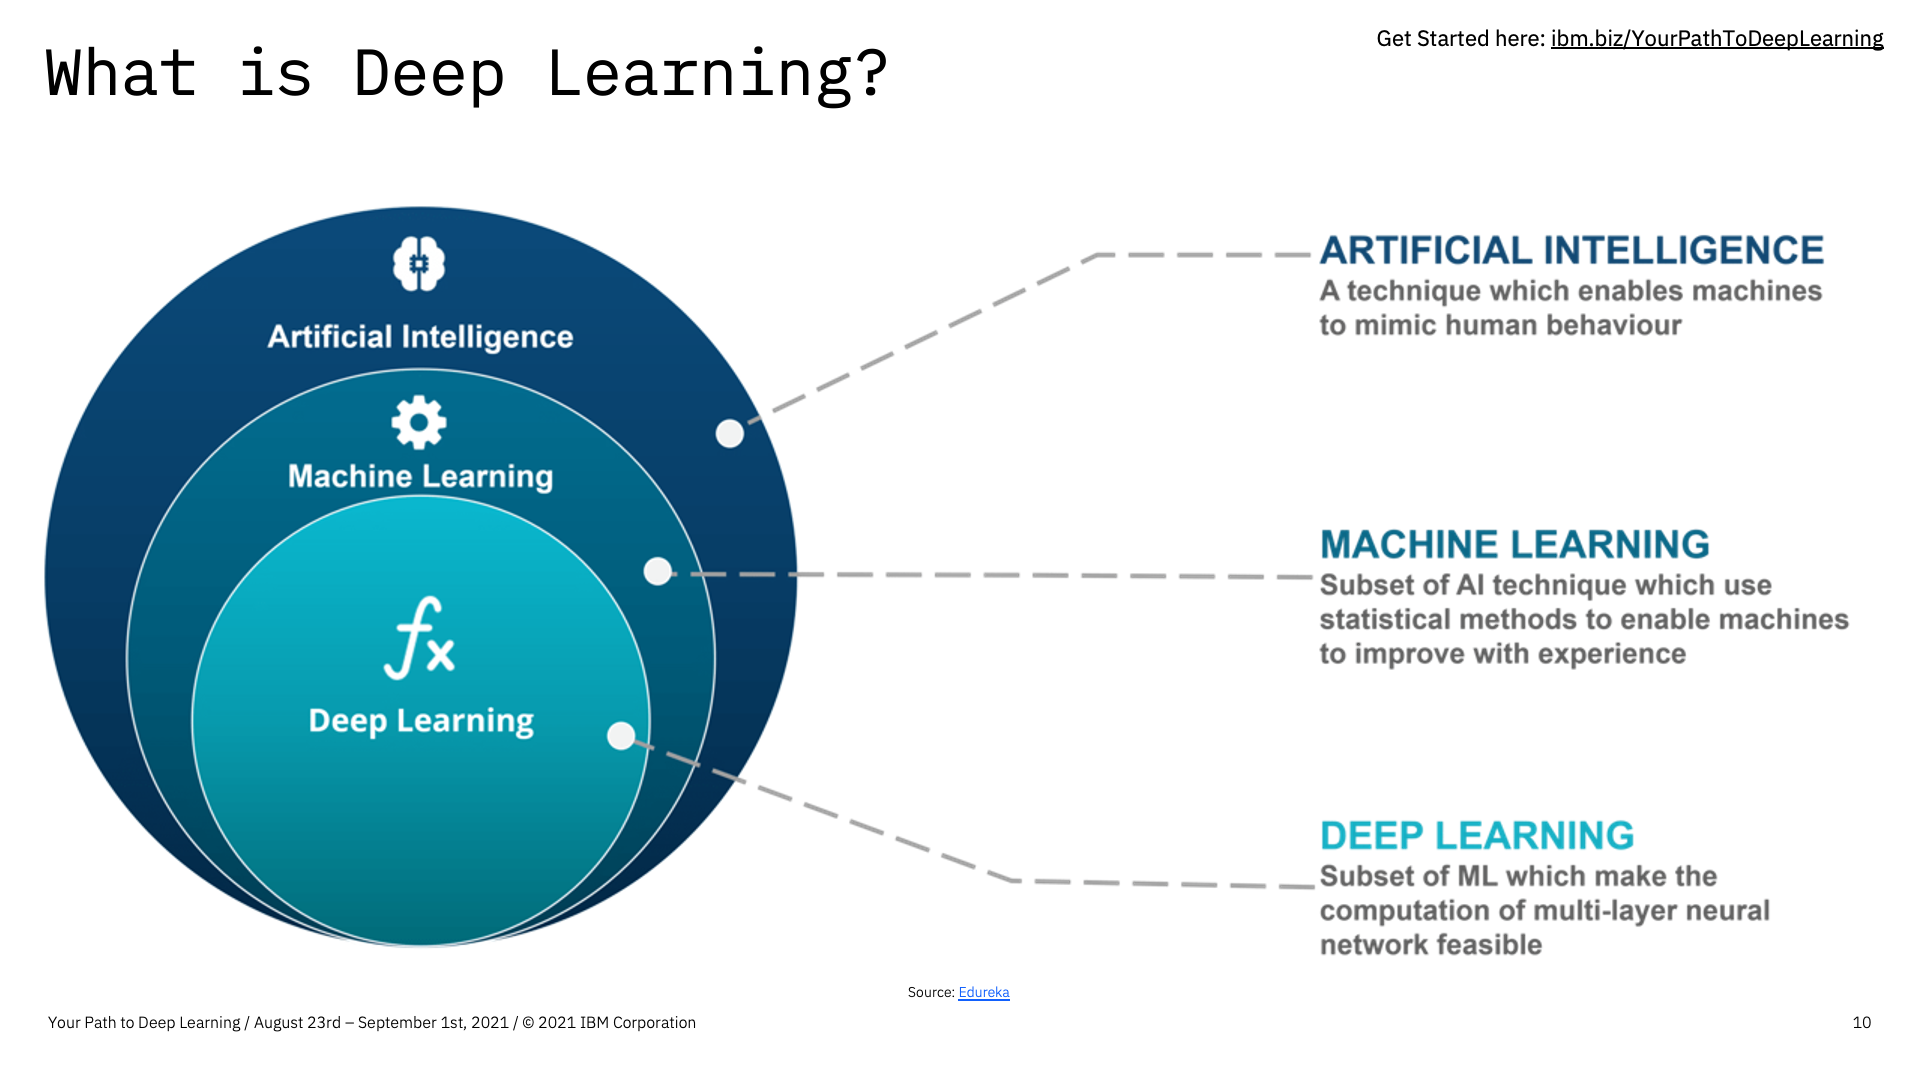 Get Started here: ibm.biz/YourPathToDeepLearning
What is Deep Learning?
Artificial Intelligence
Machine Learning
fx
Deep Learning
ARTIFICIAL INTELLIGENCE
A technique which enables machines
to mimic human behaviour
MACHINE LEARNING
Subset of AI technique which use
statistical methods to enable machines
to improve with experience
DEEP LEARNING
Subset of ML which make the
computation of multi-layer neural
network feasible
Source: Edureka
Your Path to Deep Learning / August 23rd – September 1st, 2021 / © 2021 IBM Corporation
10